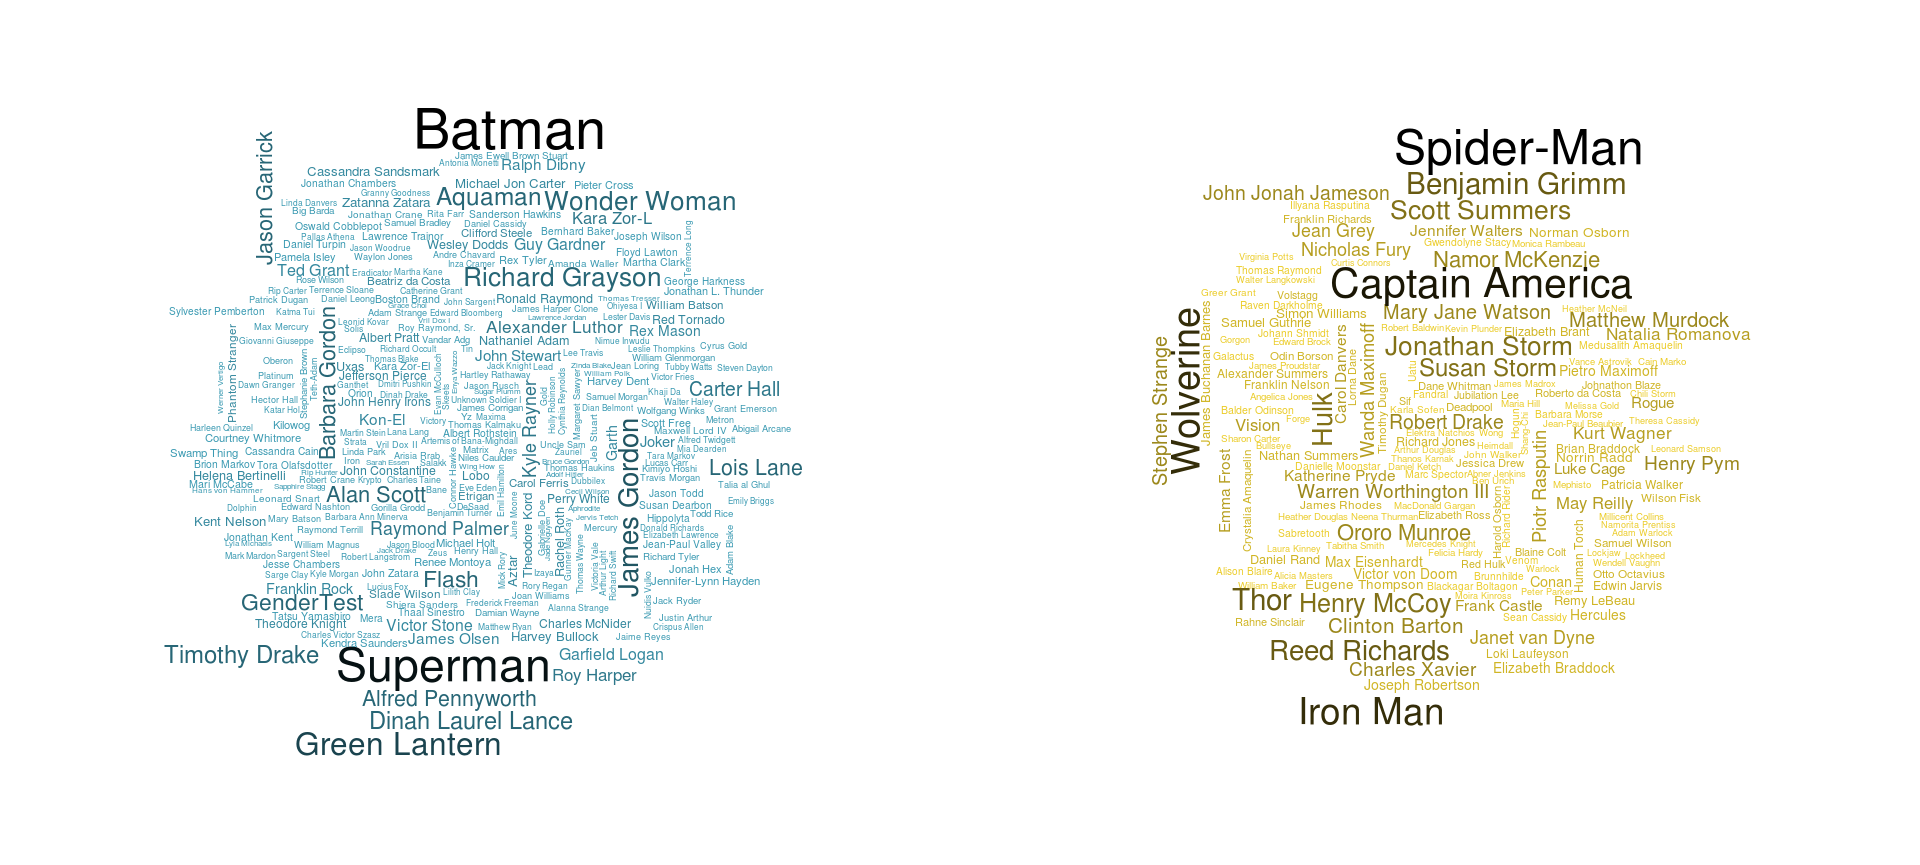 Batman
James Ewell Brown Stuart
Antonia Monetti
Ralph Dibny
Jason Garrick
Cassandra Sandsmark
Jonathan Chambers
Michael Jon Carter
Pieter Cross
Granny Goodness
Linda Danvers
Zatanna Zatara
Aquaman
Wonder Woman
Big Barda
Jonathan Crane
Rita Farr
Sanderson Hawkins
Kara Zor-L
Oswald Cobblepot
Samuel Bradley
Daniel Cassidy
Pallas Athena
Lawrence Trainor
Clifford Steele
Bernhard Baker
Joseph Wilson
Terrence Long
Daniel Turpin
Jason Woodrue
Wesley Dodds
Guy Gardner
Floyd Lawton
Pamela Isley
Waylon Jones
Andre Chavard
Inza Cramer
Rex Tyler
Amanda Waller
Martha Clark
Ted Grant
Eradicator
Martha Kane
Richard Grayson
George Harkness
Rose Wilson
Beatriz da Costa
Jonathan L. Thunder
Rip Carter
Terrence Sloane
Catherine Grant
Patrick Dugan
Daniel Leong
Boston Brand
John Sargent
Ronald Raymond
Thomas Tresser
Grace Choi
Ohiyesa I
William Batson
Sylvester Pemberton
Katma Tui
Adam Strange
Edward Bloomberg
James Harper Clone
Lawrence Jordan
Lester Davis
Red Tornado
Leonid Kovar
Vril Dox I
Max Mercury
Solis
Roy Raymond, Sr.
Alexander Luthor
Rex Mason
Giovanni Giuseppe
Albert Pratt
Vandar Adg
Nathaniel Adam
Nimue Inwudu
Cyrus Gold
Phantom Stranger
Barbara Gordon
Eclipso
Richard Occult
Tin
John Stewart
Lee Travis
Leslie Thompkins
Oberon
Thomas Blake
William Glenmorgan
Werner Vertigo
Stephanie Brown
Teth-Adam
Uxas
Kara Zor-El
Evan McCulloch
Enya Wazzo
Jack Knight
Lead
Zinda Blake
Jean Loring
Tubby Watts
Steven Dayton
Platinum
Jefferson Pierce
Hartley Rathaway
William Polk
Victor Fries
Dawn Granger
Ganthet
Dmitri Pushkin
Skeets
Jason Rusch
Harvey Dent
Carter Hall
Orion
Dinah Drake
Sugar Plumm
Gold
Holly Robinson
Cynthia Reynolds
Margaret Sawyer
Samuel Morgan
Khaji Da
Hector Hall
John Henry Irons
Unknown Soldier I
Walter Haley
Katar Hol
James Corrigan
Kyle Rayner
Dian Belmont
Wolfgang Winks
Grant Emerson
Kilowog
Kon-El
Victory
Yz
Maxima
Jeb Stuart
Garth
Scott Free
Metron
Harleen Quinzel
Thomas Kalmaku
James Gordon
Maxwell Lord IV
Abigail Arcane
Courtney Whitmore
Martin Stein
Lana Lang
Albert Rothstein
Joker
Alfred Twidgett
Strata
Vril Dox II
Artemis of Bana-Mighdall
Uncle Sam
Mia Dearden
Swamp Thing
Cassandra Cain
Linda Park
Arisia Rrab
Matrix
Ares
Zauriel
Tara Markov
Brion Markov
Tora Olafsdotter
Iron
Sarah Essen
Salakk
Niles Caulder
Bruce Gordon
Lucas Carr
Lois Lane
Helena Bertinelli
Rip Hunter
John Constantine
Connor Hawke
Wing How
Thomas Haukins
Kimiyo Hoshi
Mari McCabe
Robert Crane
Krypto
Charles Taine
Lobo
Emil Hamilton
Adolf Hitler
Travis Morgan
Hans von Hammer
Sapphire Stagg
Alan Scott
Bane
Eve Eden
Carol Ferris
Dubbilex
Talia al Ghul
Leonard Snart
Etrigan
Cecil Wilson
Jason Todd
Dolphin
Edward Nashton
Gorilla Grodd
DeSaad
June Moone
Theodore Kord
Gabrielle Doe
Perry White
Susan Dearbon
Emily Briggs
Kent Nelson
Mary Batson
Barbara Ann Minerva
Benjamin Turner
Rachel Roth
Aphrodite
Jervis Tetch
Hippolyta
Todd Rice
Raymond Terrill
Raymond Palmer
Jade Nguyen
Gunner MacKay
Mercury
Donald Richards
Jonathan Kent
Lyla Michaels
William Magnus
Jason Blood
Michael Holt
Elizabeth Lawrence
Adam Blake
Mark Mardon
Sargent Steel
Jack Drake
Zeus
Henry Hall
Mick Rory
Aztar
Thomas Wayne
Victoria Vale
Arthur Light
Richard Swift
Jean-Paul Valley
Jesse Chambers
Robert Langstrom
Renee Montoya
Richard Tyler
Sarge Clay
Kyle Morgan
John Zatara
Flash
Izaya
Nuidis Vulko
Jonah Hex
Franklin Rock
Lucius Fox
Lilith Clay
Rory Regan
Jennifer-Lynn Hayden
GenderTest
Slade Wilson
Joan Williams
Tatsu Yamashiro
Shiera Sanders
Frederick Freeman
Alanna Strange
Jack Ryder
Theodore Knight
Mera
Thaal Sinestro
Damian Wayne
Justin Arthur
Charles Victor Szasz
Victor Stone
Matthew Ryan
Charles McNider
Crispus Allen
Kendra Saunders
James Olsen
Harvey Bullock
Jaime Reyes
Timothy Drake
Superman
Garfield Logan
Roy Harper
Alfred Pennyworth
Dinah Laurel Lance
Green Lantern
Spider-Man
John Jonah Jameson
Benjamin Grimm
Illyana Rasputina
Scott Summers
Franklin Richards
Jean Grey
Jennifer Walters
Norman Osborn
Nicholas Fury
Gwendolyne Stacy
Monica Rambeau
Virginia Potts
Curtis Connors
Namor McKenzie
Thomas Raymond
Walter Langkowski
Captain America
Greer Grant
Volstagg
Raven Darkholme
Simon Williams
Mary Jane Watson
Heather McNeil
Wolverine
James Buchanan Barnes
Samuel Guthrie
Matthew Murdock
Stephen Strange
Johann Shmidt
Carol Danvers
Wanda Maximoff
Robert Baldwin
Kevin Plunder
Elizabeth Brant
Natalia Romanova
Gorgon
Edward Brock
Jonathan Storm
Medusalith Amaquelin
Galactus
Odin Borson
Lorna Dane
Uatu
Susan Storm
Vance Astrovik
Cain Marko
James Proudstar
Pietro Maximoff
Alexander Summers
Timothy Dugan
Dane Whitman
James Madrox
Johnathon Blaze
Franklin Nelson
Fandral
Jubilation Lee
Roberto da Costa
Chili Storm
Angelica Jones
Hulk
Sif
Maria Hill
Melissa Gold
Rogue
Balder Odinson
Karla Sofen
Deadpool
Hogun
Shang-Chi
Barbara Morse
Forge
Robert Drake
Jean-Paul Beaubier
Theresa Cassidy
Vision
Elektra Natchios
Wong
Kurt Wagner
Sharon Carter
Richard Jones
Heimdall
Bullseye
Arthur Douglas
John Walker
Brian Braddock
Leonard Samson
Emma Frost
Crystalia Amaquelin
Nathan Summers
Thanos
Karnak
Norrin Radd
Danielle Moonstar
Daniel Ketch
Jessica Drew
Piotr Rasputin
Luke Cage
Henry Pym
Katherine Pryde
Marc Spector
Abner Jenkins
Ben Urich
Mephisto
Patricia Walker
Warren Worthington III
Harold Osborn
Richard Rider
May Reilly
Wilson Fisk
James Rhodes
MacDonald Gargan
Heather Douglas
Neena Thurman
Elizabeth Ross
Millicent Collins
Sabretooth
Ororo Munroe
Human Torch
Namorita Prentiss
Adam Warlock
Laura Kinney
Tabitha Smith
Mercedes Knight
Samuel Wilson
Daniel Rand
Felicia Hardy
Blaine Colt
Lockjaw
Lockheed
Max Eisenhardt
Red Hulk
Venom
Wendell Vaughn
Alison Blaire
Alicia Masters
Victor von Doom
Brunnhilde
Warlock
Otto Octavius
William Baker
Eugene Thompson
Blackagar Boltagon
Conan
Edwin Jarvis
Thor
Henry McCoy
Moira Kinross
Peter Parker
Frank Castle
Remy LeBeau
Rahne Sinclair
Clinton Barton
Sean Cassidy
Hercules
Janet van Dyne
Reed Richards
Loki Laufeyson
Charles Xavier
Elizabeth Braddock
Joseph Robertson
Iron Man